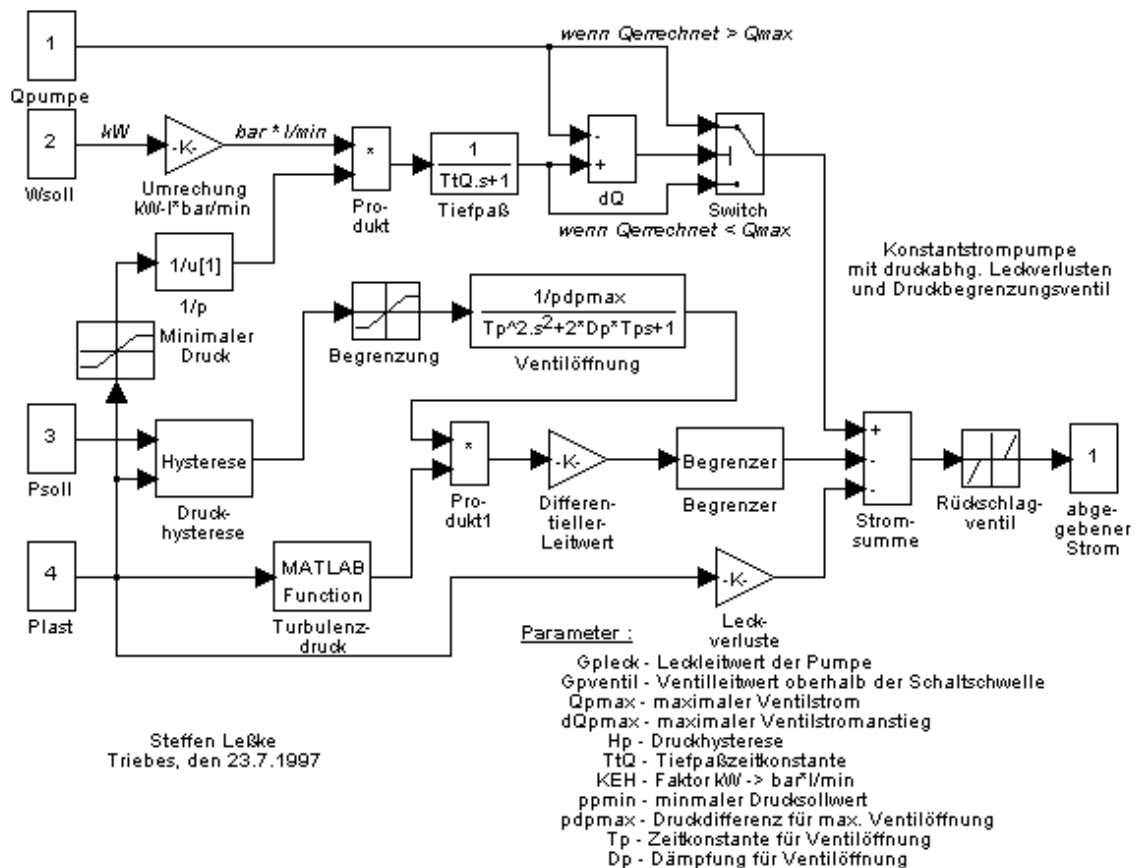 1
Qpumpe
wenn Qerrechnet > Qmax
2
Wsoll
kW
-K-
Umrechung
kW-l*bar/min
bar * l/min
*
Pro-
dukt
1
TtQ.s+1
Tiefpaß
-
+
dQ
Switch
wenn Qerrechnet < Qmax
1/u[1]
1/p
Minimaler
Druck
Begrenzung
1/pdpmax
Tp^2.s²+2*Dp*Tps+1
Ventilöffnung
Konstantstrompumpe
mit druckabhg. Leckverlusten
und Druckbegrenzungsventil
3
Psoll
Hysterese
Druck-
hysterese
*
Pro-
dukt1
-K-
Differen-
tieller-
Leitwert
Begrenzer
Begrenzer
+
-
-
Strom-
summe
Rückschlag-
ventil
1
abge-
gebener
Strom
4
Plast
MATLAB
Function
Turbulenz-
druck
-K-
Leck-
verluste
Parameter :
Gpleck - Leckleitwert der Pumpe
Gpventil - Ventilleitwert oberhalb der Schaltschwelle
Qpmax - maximaler Ventilstrom
dQpmax - maximaler Ventilstromanstieg
Hp - Druckhysterese
TtQ - Tiefpaßzeitkonstante
KEH - Faktor kW -> bar*l/min
ppmin - minmaler Drucksollwert
pdpmax - Druckdifferenz für max. Ventilöffnung
Tp - Zeitkonstante für Ventilöffnung
Dp - Dämpfung für Ventilöffnung
Steffen Leßke
Triebes, den 23.7.1997